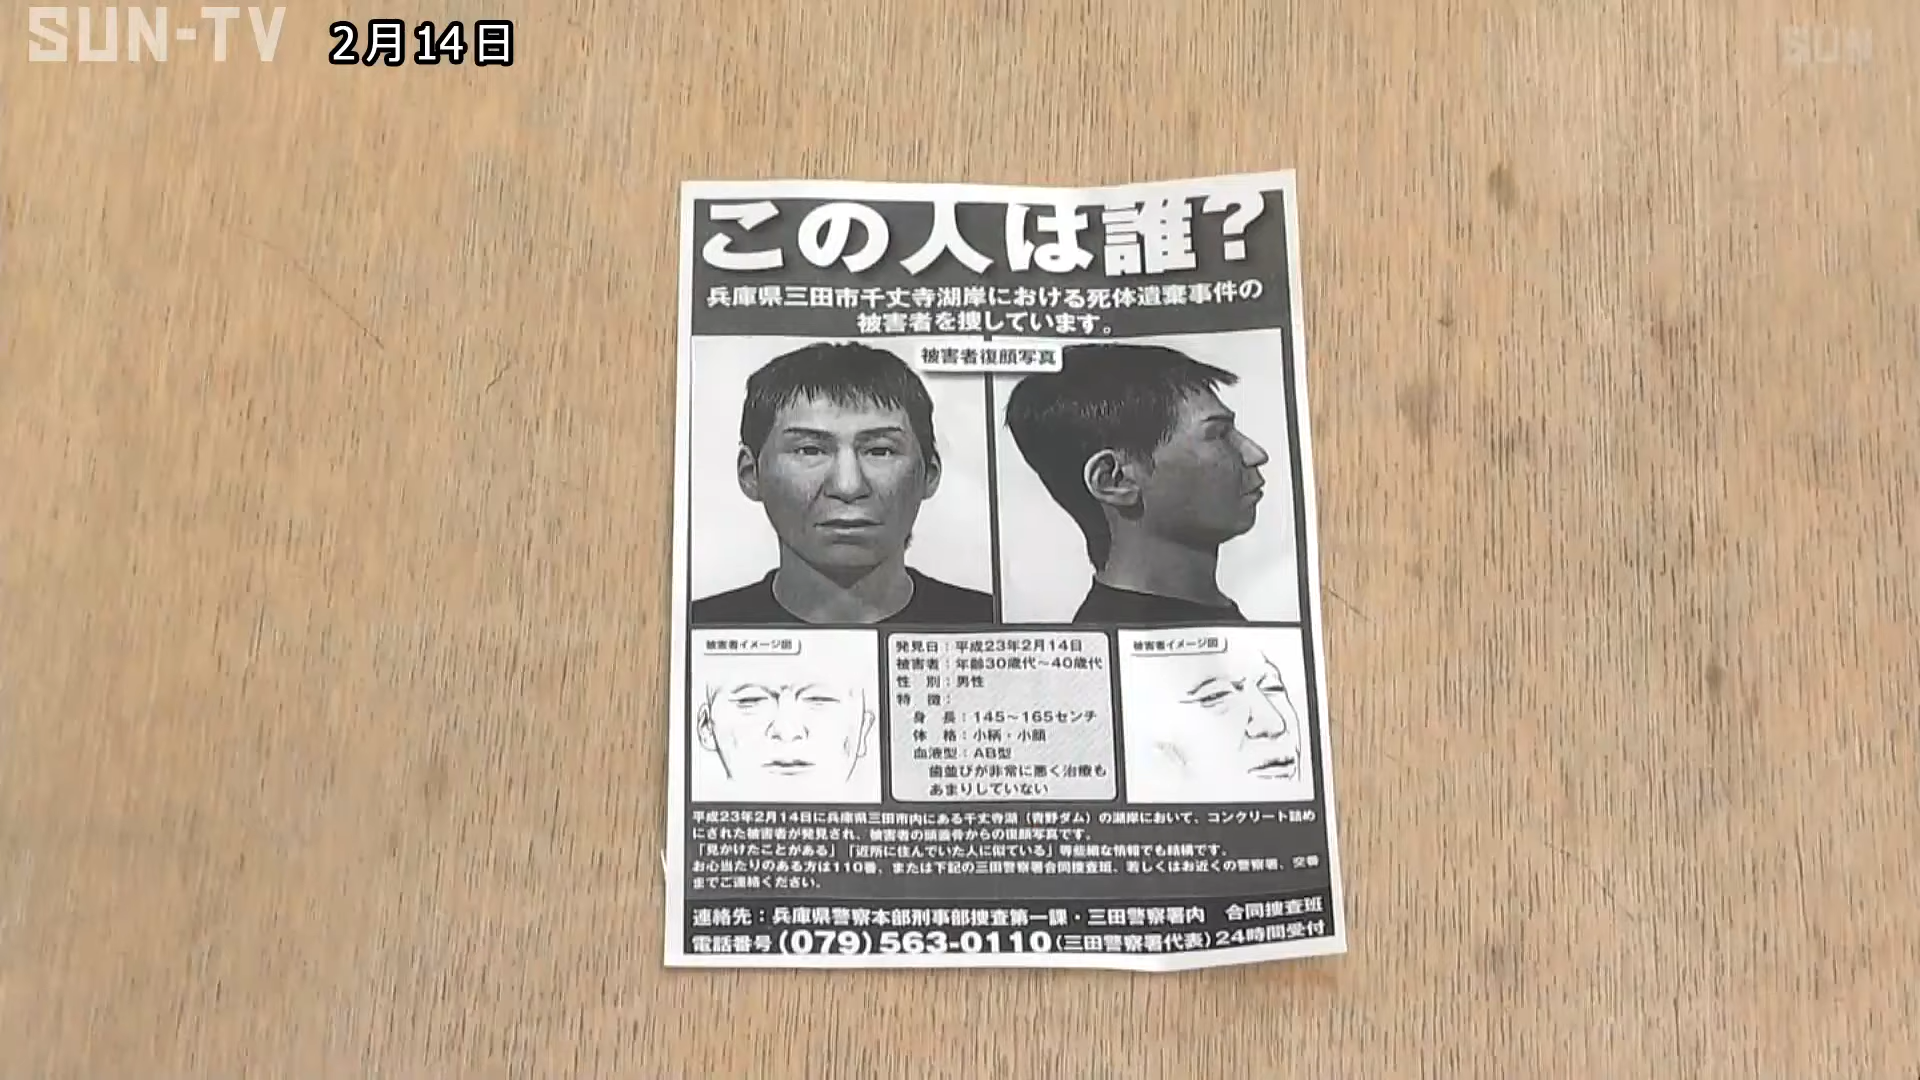 SUN-TV 2月14日
SUN
この人は誰?
兵庫県三田市千丈寺湖岸における死体遺棄事件の
被害者を捜しています。
被害者復顔写真
被害者イメージ図
発見日：平成23年2月14日
被害者：年齢30歳代～40歳代
性 別：男性
特 徴：
身 長：145～165センチ
体 格：小柄・小顔
血液型：AB型
歯並びが非常に悪く治療も
あまりしていない
被害者イメージ図
平成23年2月14日に兵庫県三田市内にある千丈寺湖（青野ダム）の湖岸において、コンクリート詰め
にされた被害者が発見され、被害者の頭蓋骨からの復顔写真です。
「見かけたことがある」「近所に住んでいた人に似ている」等些細な情報でも結構です。
お心当たりのある方は110番、または下記の三田警察署合同捜査班、若しくはお近くの警察署、交番
までご連絡ください。
連絡先：兵庫県警察本部刑事部捜査第一課・三田警察署内 合同捜査班
電話番号(079)563-0110(三田警察署代表)24時間受付